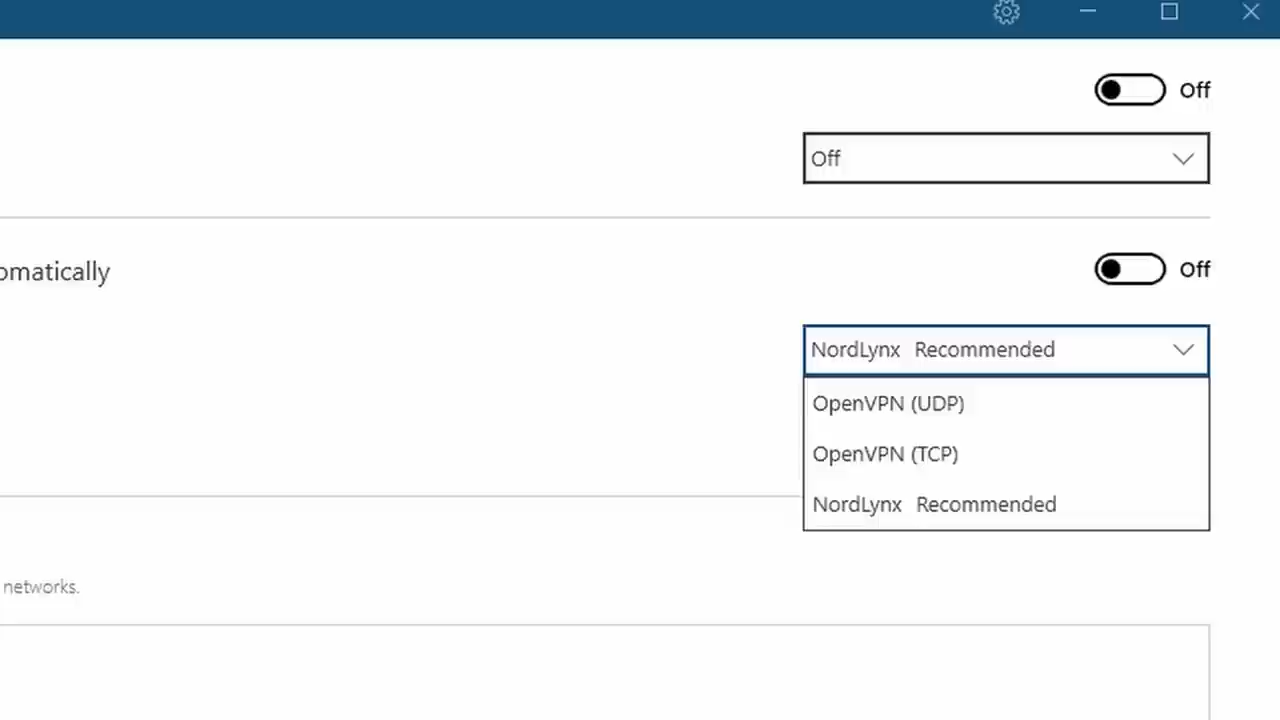 Off
Off
omatically
Off
NordLynx Recommended
OpenVPN (UDP)
OpenVPN (TCP)
NordLynx Recommended
networks.